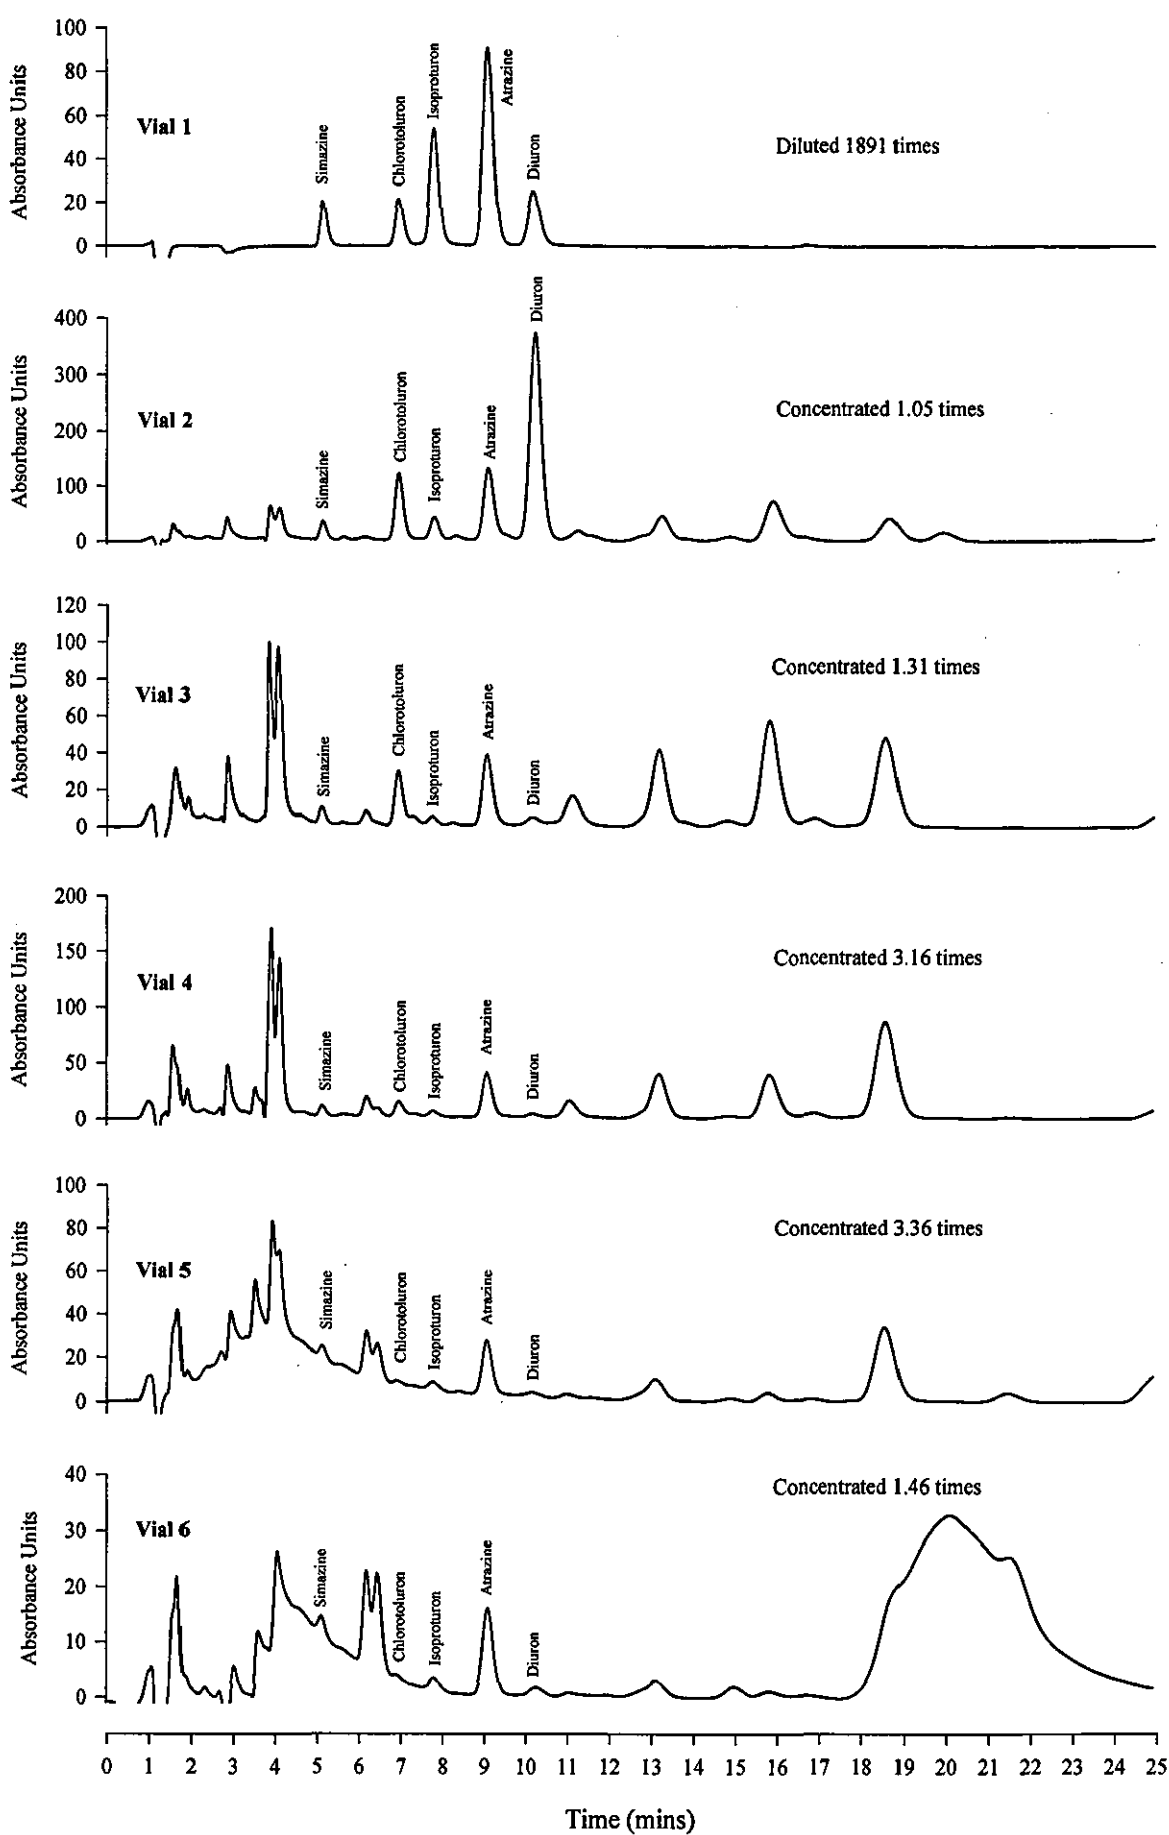 Absorbance Units
100
80
60
40
20
0
Vial 1
Simazine
Chlorotoluron
Isoproturon
Atrazine
Diuron
Diluted 1891 times
Absorbance Units
400
300
200
100
0
Vial 2
Simazine
Chlorotoluron
Isoproturon
Atrazine
Diuron
Concentrated 1.05 times
Absorbance Units
120
100
80
60
40
20
0
Vial 3
Simazine
Chlorotoluron
Isoproturon
Atrazine
Diuron
Concentrated 1.31 times
Absorbance Units
200
150
100
50
0
Vial 4
Simazine
Chlorotoluron
Isoproturon
Atrazine
Diuron
Concentrated 3.16 times
Absorbance Units
100
80
60
40
20
0
Vial 5
Simazine
Chlorotoluron
Isoproturon
Atrazine
Diuron
Concentrated 3.36 times
Absorbance Units
40
30
20
10
0
Vial 6
Simazine
Chlorotoluron
Isoproturon
Atrazine
Diuron
Concentrated 1.46 times
0 1 2 3 4 5 6 7 8 9 10 11 12 13 14 15 16 17 18 19 20 21 22 23 24 25
Time (mins)